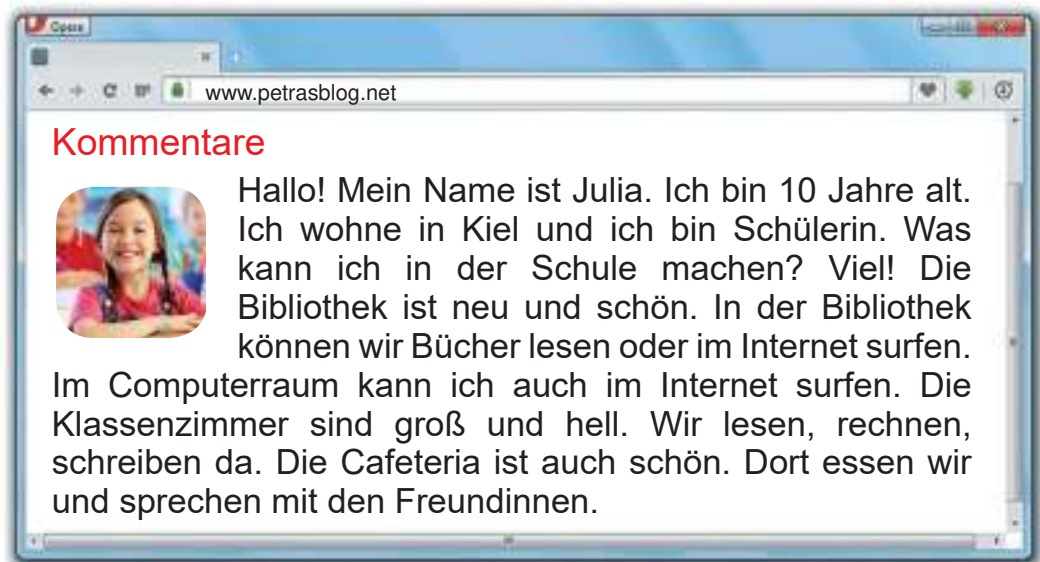 Opera
www.petrasblog.net
Kommentare
Hallo! Mein Name ist Julia. Ich bin 10 Jahre alt.
Ich wohne in Kiel und ich bin Schülerin. Was
kann ich in der Schule machen? Viel! Die
Bibliothek ist neu und schön. In der Bibliothek
können wir Bücher lesen oder im Internet surfen.
Im Computerraum kann ich auch im Internet surfen. Die
Klassenzimmer sind groß und hell. Wir lesen, rechnen,
schreiben da. Die Cafeteria ist auch schön. Dort essen wir
und sprechen mit den Freundinnen.